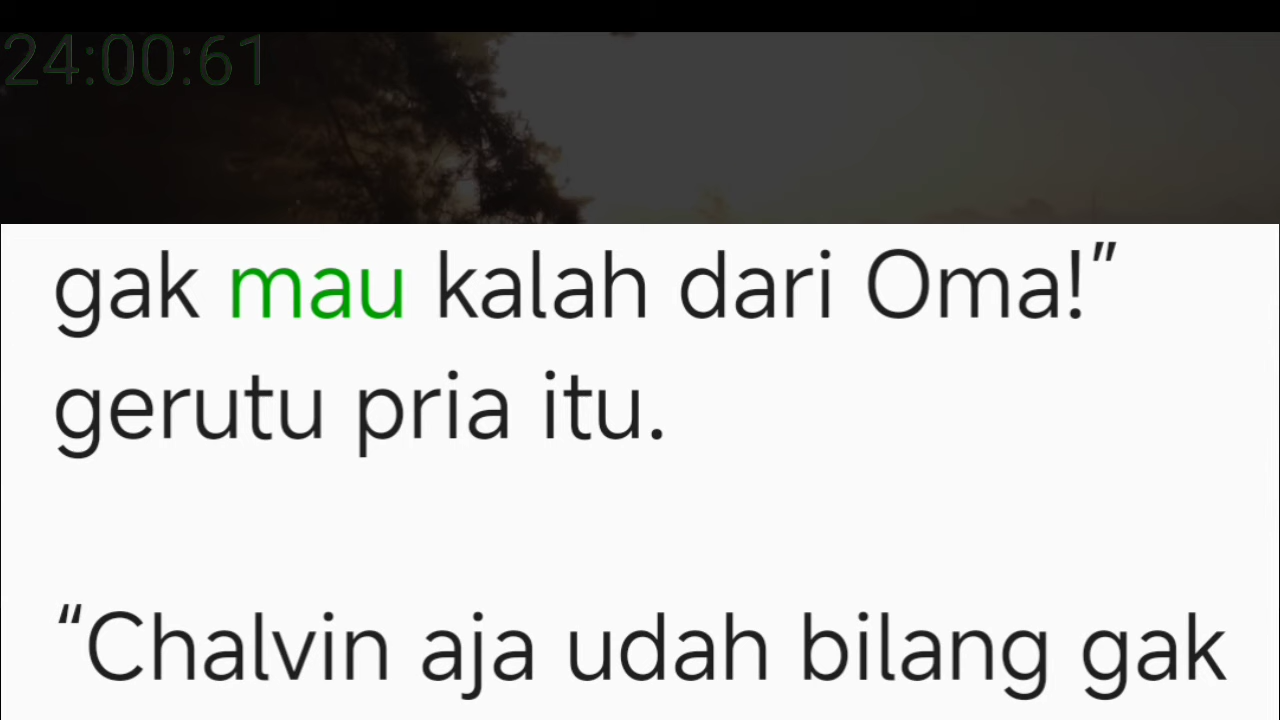 24:00:61
gak mau kalah dari Oma!”
gerutu pria itu.
“Chalvin aja udah bilang gak